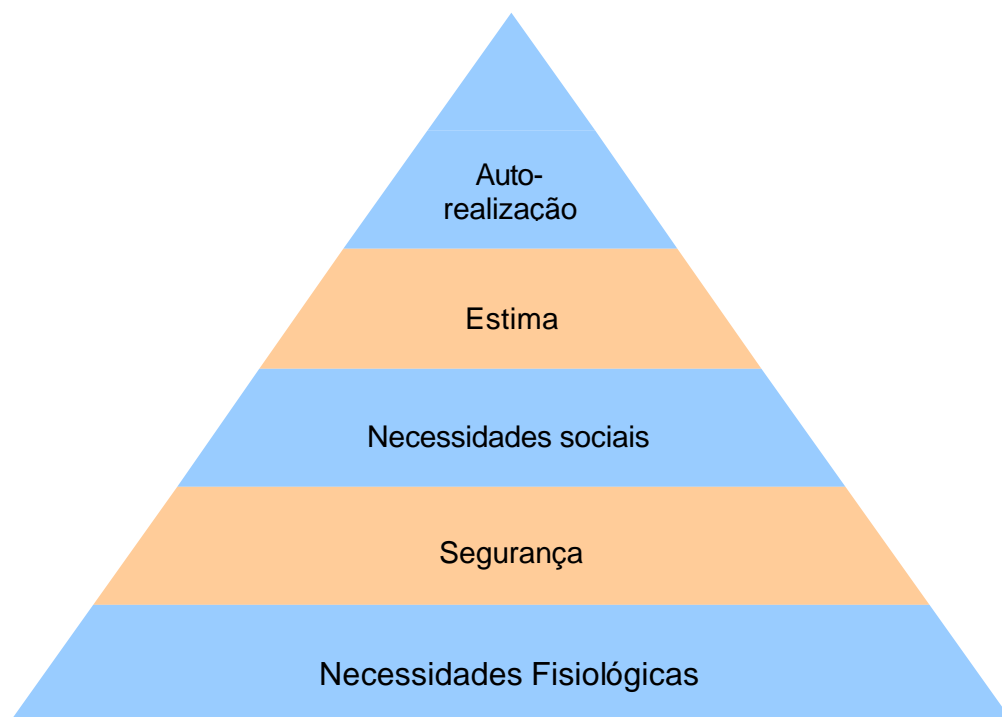 Auto-
realização
Estima
Necessidades sociais
Segurança
Necessidades Fisiológicas